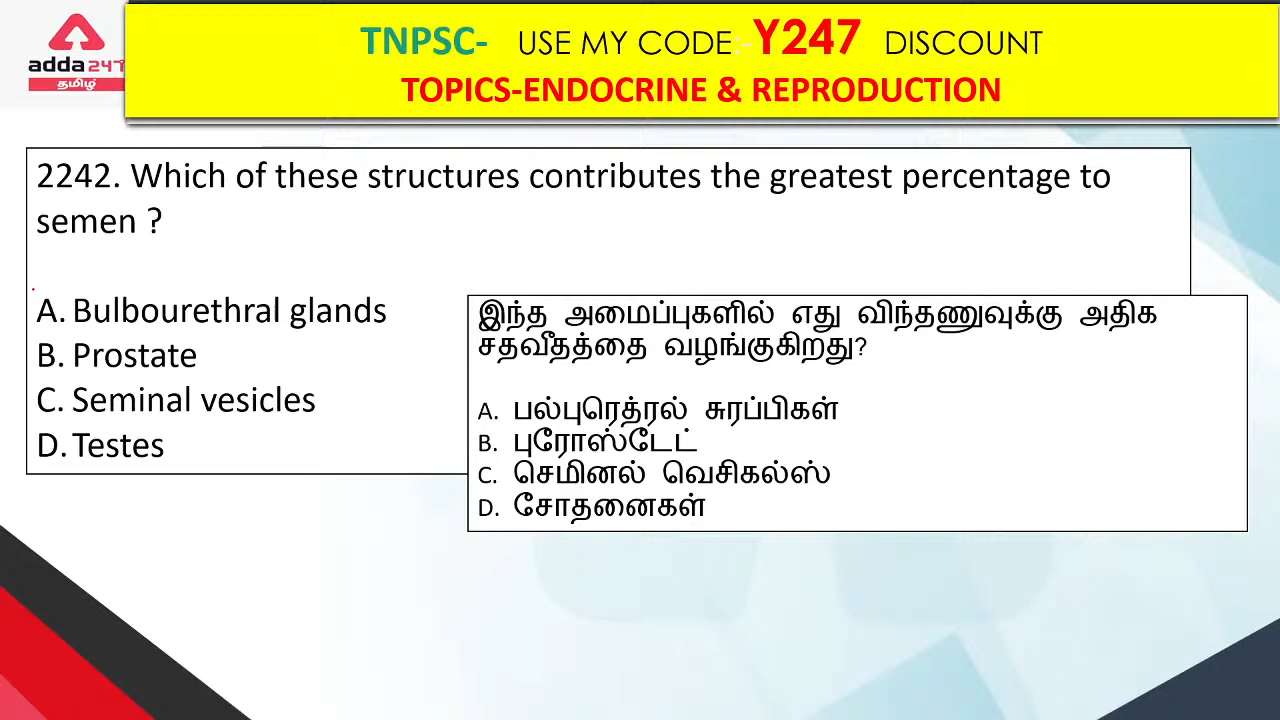 adda247
தமிழ்
TNPSC- USE MY CODE:-Y247 DISCOUNT
TOPICS-ENDOCRINE & REPRODUCTION
2242. Which of these structures contributes the greatest percentage to
semen ?
A. Bulbourethral glands
B. Prostate
C. Seminal vesicles
D. Testes
இந்த அமைப்புகளில் எது விந்தணுவுக்கு அதிக
சதவீதத்தை வழங்குகிறது?
A. பல்புரெத்ரல் சுரப்பிகள்
B. புரோஸ்டேட்
C. செமினல் வெசிகல்ஸ்
D. சோதனைகள்